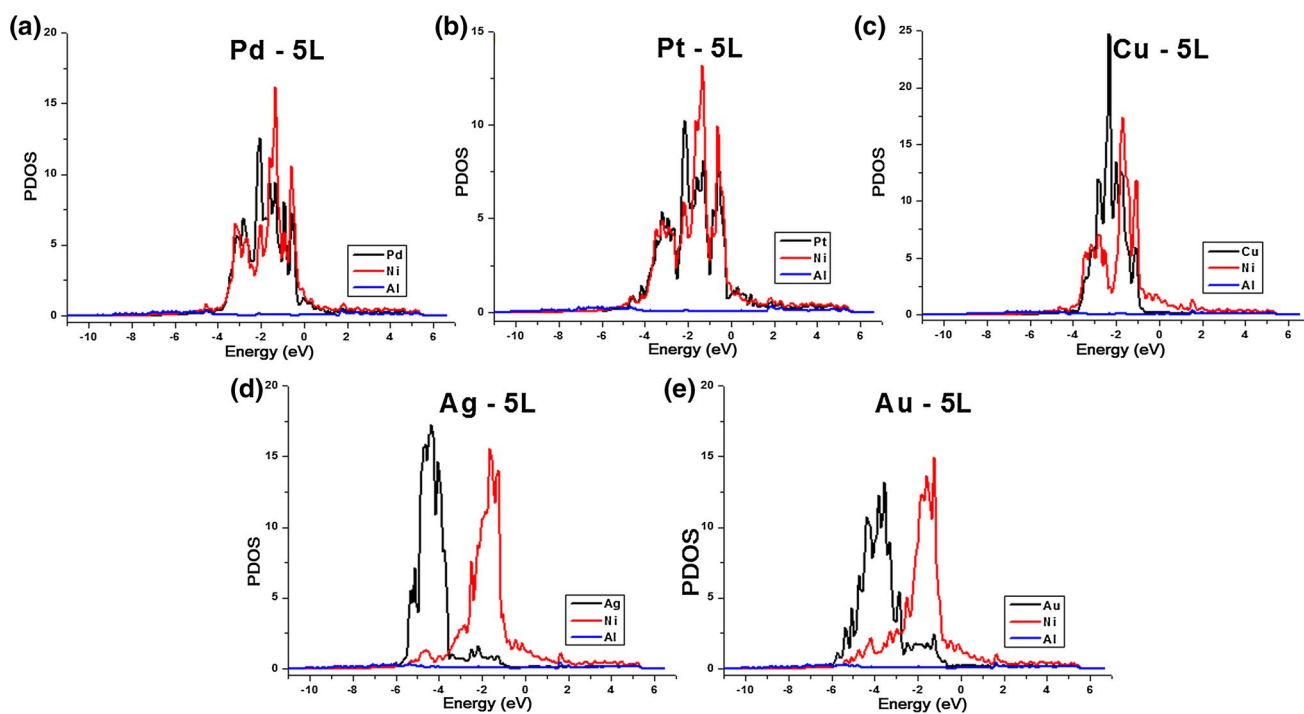 (a)
Pd - 5L
20
15
10
5
0
PDOS
Pd
Ni
Al
-10 -8 -6 -4 -2 0 2 4 6
Energy (eV)
(b)
Pt - 5L
15
10
5
0
PDOS
Pt
Ni
Al
-10 -8 -6 -4 -2 0 2 4 6
Energy (eV)
(c)
Cu - 5L
25
20
15
10
5
0
PDOS
Cu
Ni
Al
-10 -8 -6 -4 -2 0 2 4 6
Energy (eV)
(d)
Ag - 5L
20
15
10
5
0
PDOS
Ag
Ni
Al
-10 -8 -6 -4 -2 0 2 4 6
Energy (eV)
(e)
Au - 5L
20
15
10
5
0
PDOS
Au
Ni
Al
-10 -8 -6 -4 -2 0 2 4 6
Energy (eV)